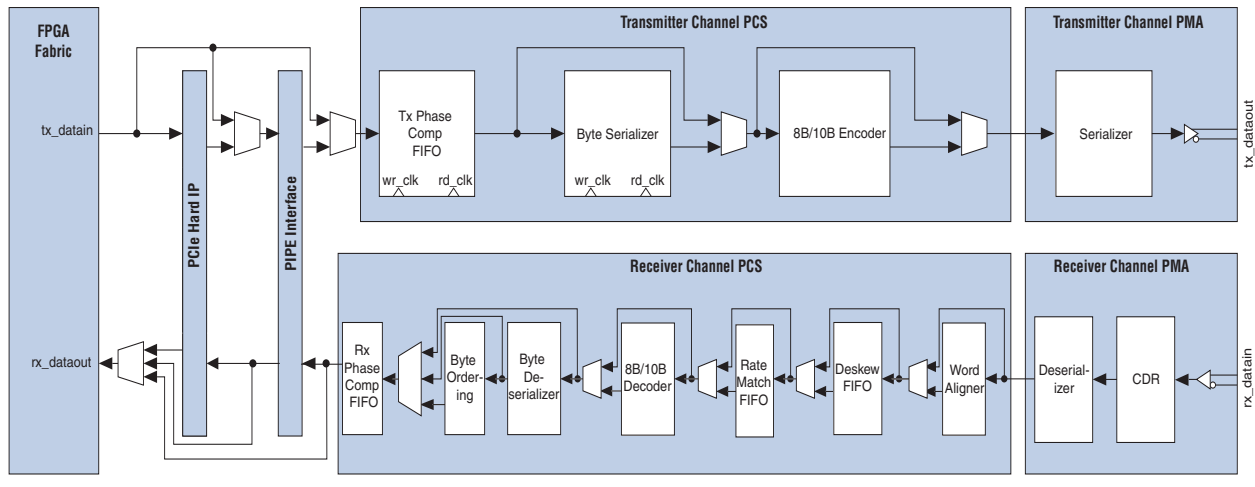 FPGA
Fabric
tx_datain
rx_dataout
PCIe Hard IP
PIPE Interface
Transmitter Channel PCS
Tx Phase
Comp
FIFO
wr_clk
rd_clk
Byte Serializer
wr_clk
rd_clk
8B/10B Encoder
Transmitter Channel PMA
Serializer
tx_dataout
Receiver Channel PCS
Rx
Phase
Comp
FIFO
Byte
Order-
ing
Byte
De-
serializer
8B/10B
Decoder
Rate
Match
FIFO
Deskew
FIFO
Word
Aligner
Receiver Channel PMA
Deserial-
izer
CDR
rx_datain